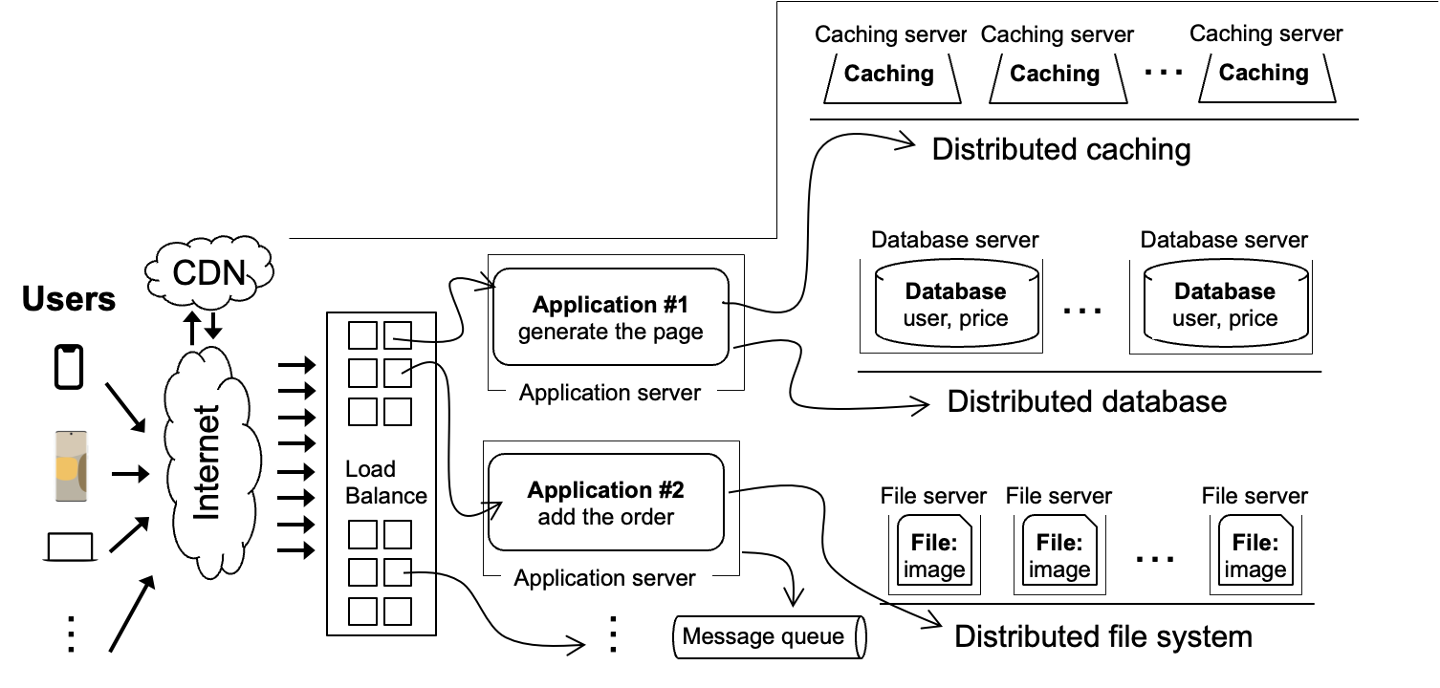 Caching server
Caching
Caching server
Caching
...
Caching server
Caching
Distributed caching
CDN
Users
Internet
Load
Balance
Application #1
generate the page
Application server
Application #2
add the order
Application server
Message queue
Database server
Database
user, price
...
Database server
Database
user, price
Distributed database
File server
File:
image
File server
File:
image
...
File server
File:
image
Distributed file system